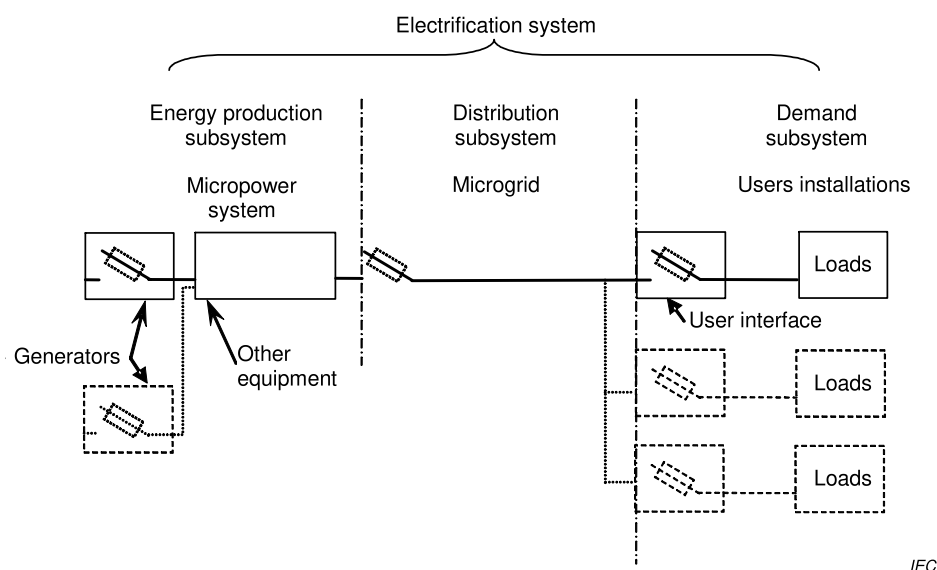 Electrification system
Energy production
subsystem
Distribution
subsystem
Demand
subsystem
Micropower
system
Microgrid
Users installations
Loads
User interface
Generators
Other
equipment
Loads
Loads
IEC